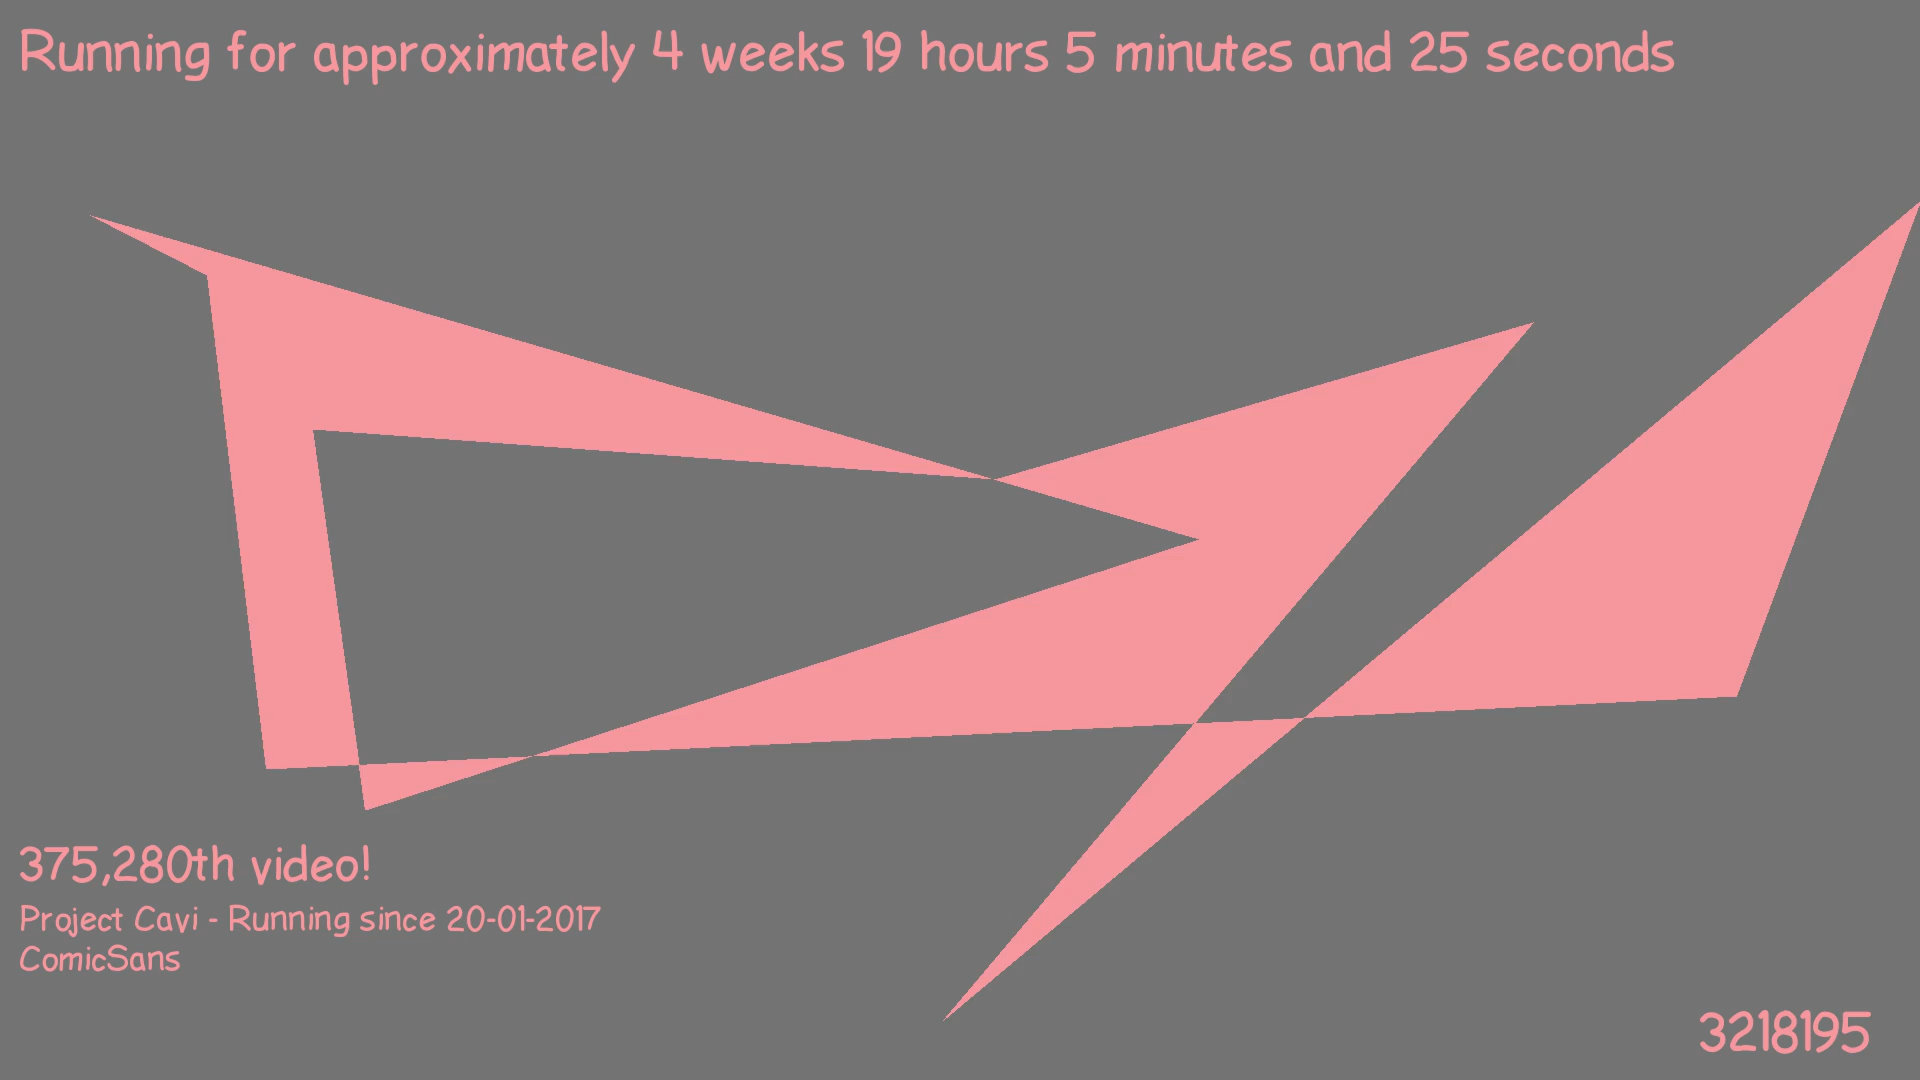 Running for approximately 4 weeks 19 hours 5 minutes and 25 seconds
375,280th video!
Project Cavi - Running since 20-01-2017
ComicSans
3218195